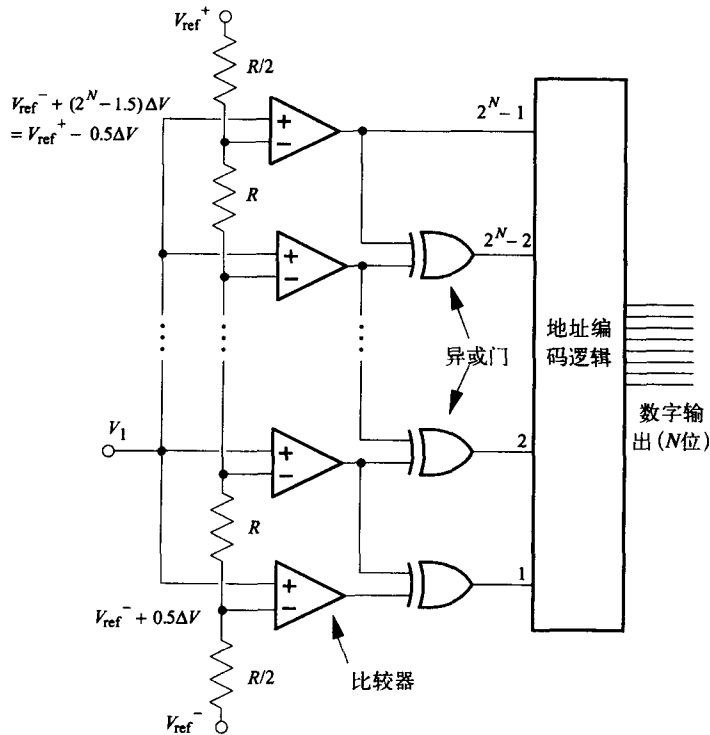 V_ref^+
R/2
V_ref^- + (2^N − 1.5)ΔV
= V_ref^+ − 0.5ΔV
+
−
2^N − 1
R
+
−
2^N − 2
异或门
地址编
码逻辑
数字输
出(N位)
V_1
+
−
2
R
+
−
1
V_ref^- + 0.5ΔV
R/2
比较器
V_ref^-